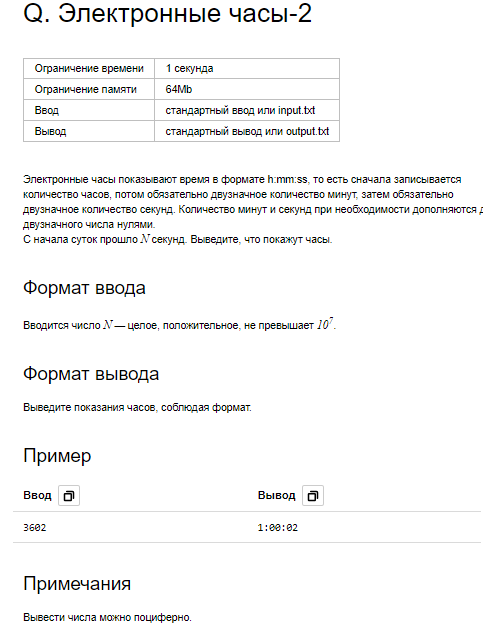 Q. Электронные часы-2
Ограничение времени 1 секунда
Ограничение памяти 64Mb
Ввод стандартный ввод или input.txt
Вывод стандартный вывод или output.txt
Электронные часы показывают время в формате h:mm:ss, то есть сначала записывается
количество часов, потом обязательно двузначное количество минут, затем обязательно
двузначное количество секунд. Количество минут и секунд при необходимости дополняются
двузначного числа нулями.
С начала суток прошло N секунд. Выведите, что покажут часы.
Формат ввода
Вводится число N — целое, положительное, не превышает 10⁷.
Формат вывода
Выведите показания часов, соблюдая формат.
Пример
Ввод Вывод
3602 1:00:02
Примечания
Вывести числа можно поциферно.